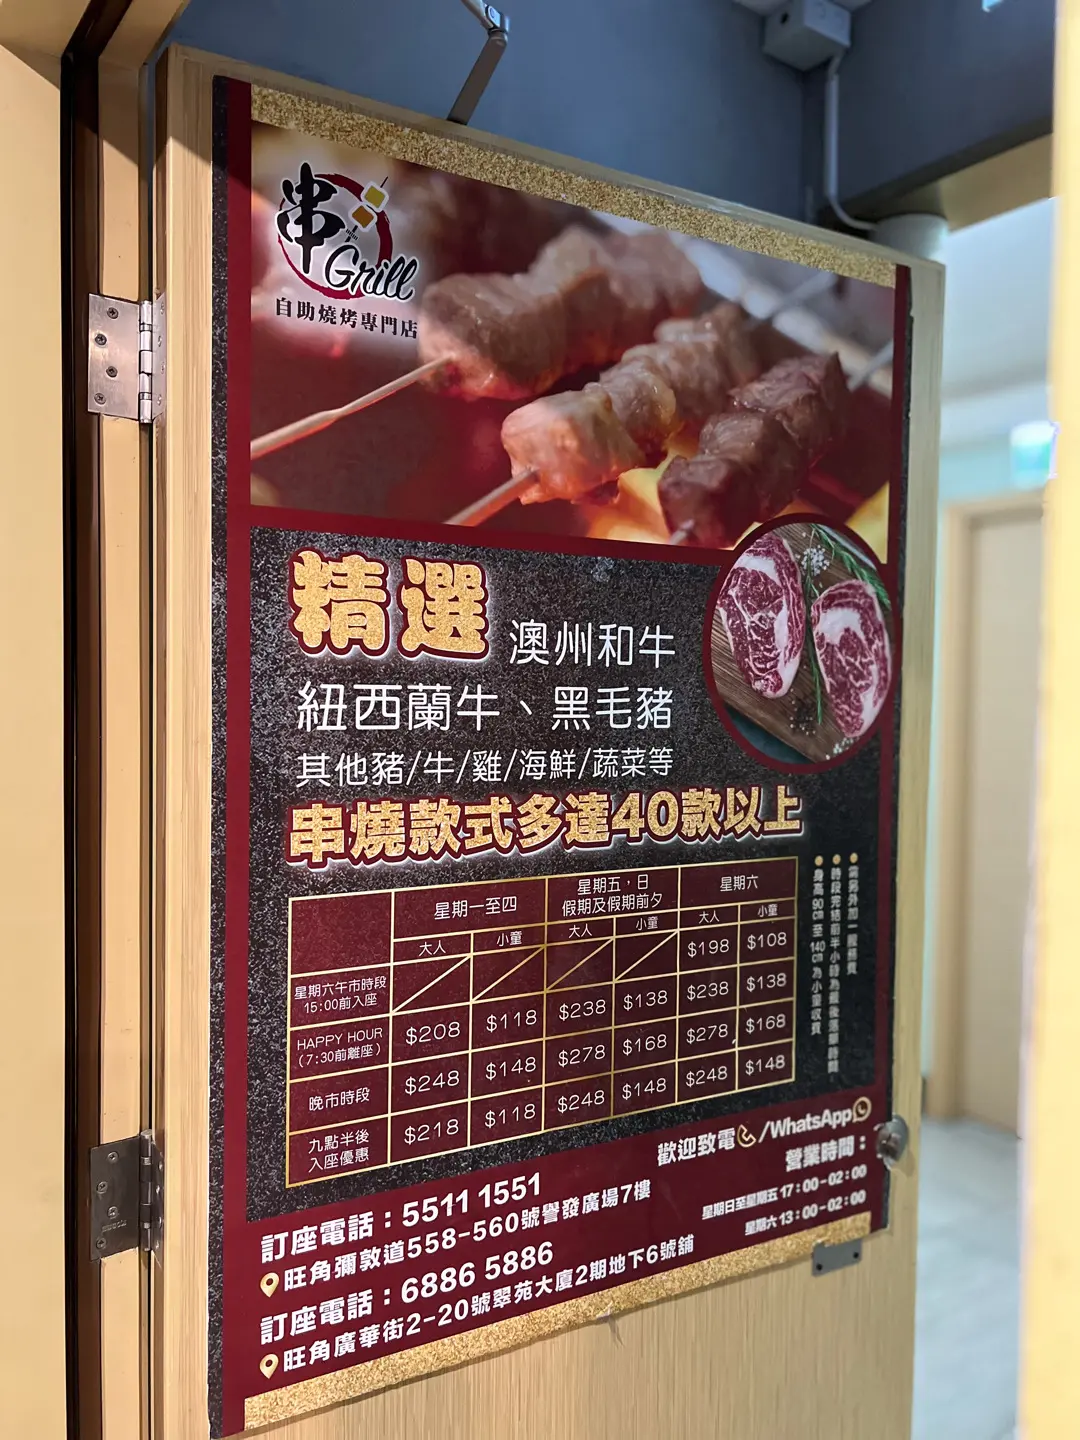 串
Grill
自助燒烤專門店
精選 澳州和牛
紐西蘭牛、黑毛豬
其他豬/牛/雞/海鮮/蔬菜等
串燒款式多達40款以上
星期一至四 星期五，日 假期及假期前夕 星期六
大人 小童 大人 小童 大人 小童
星期六午市時段 15:00前入座 $198 $108
HAPPY HOUR (7:30前離座) $208 $118 $238 $138 $238 $138
晚市時段 $248 $148 $278 $168 $278 $168
九點半後 入座優惠 $218 $118 $248 $148 $248 $148
需另外加一服務費
時段完結前半小時為最後落單時間
身高90cm至140cm為小童收費
歡迎致電 /WhatsApp
營業時間：
星期日至星期五 17:00-02:00
星期六 13:00-02:00
訂座電話：5511 1551
旺角彌敦道558-560號譽發廣場7樓
訂座電話：6886 5886
旺角廣華街2-20號翠苑大廈2期地下6號舖